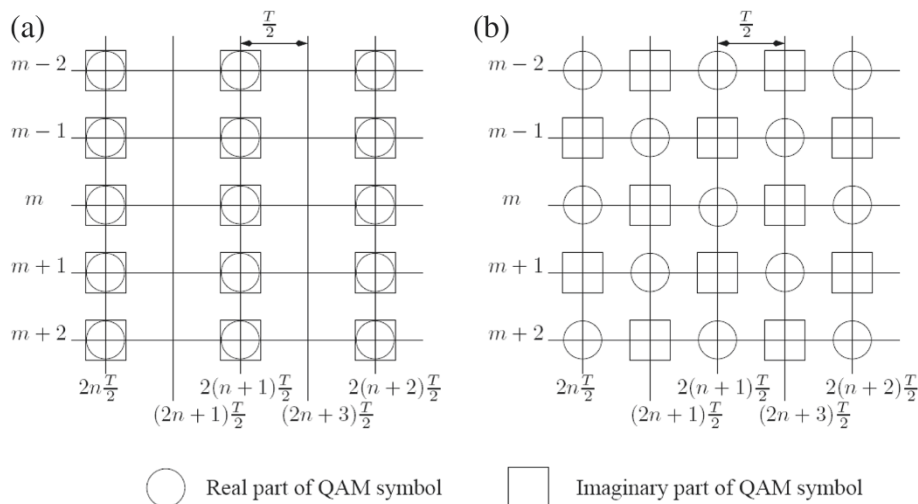 (a)
T/2
m − 2
m − 1
m
m + 1
m + 2
2n T/2
2(n + 1) T/2
2(n + 2) T/2
(2n + 1) T/2
(2n + 3) T/2
(b)
T/2
m − 2
m − 1
m
m + 1
m + 2
2n T/2
2(n + 1) T/2
2(n + 2) T/2
(2n + 1) T/2
(2n + 3) T/2
Real part of QAM symbol
Imaginary part of QAM symbol